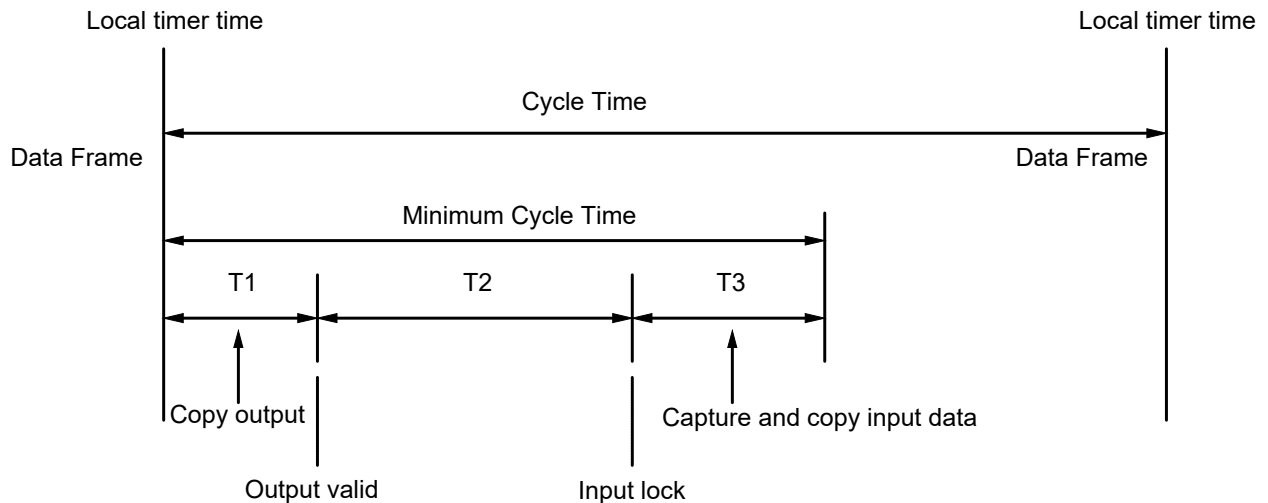 Local timer time
Local timer time
Cycle Time
Data Frame
Data Frame
Minimum Cycle Time
T1
T2
T3
Copy output
Capture and copy input data
Output valid
Input lock